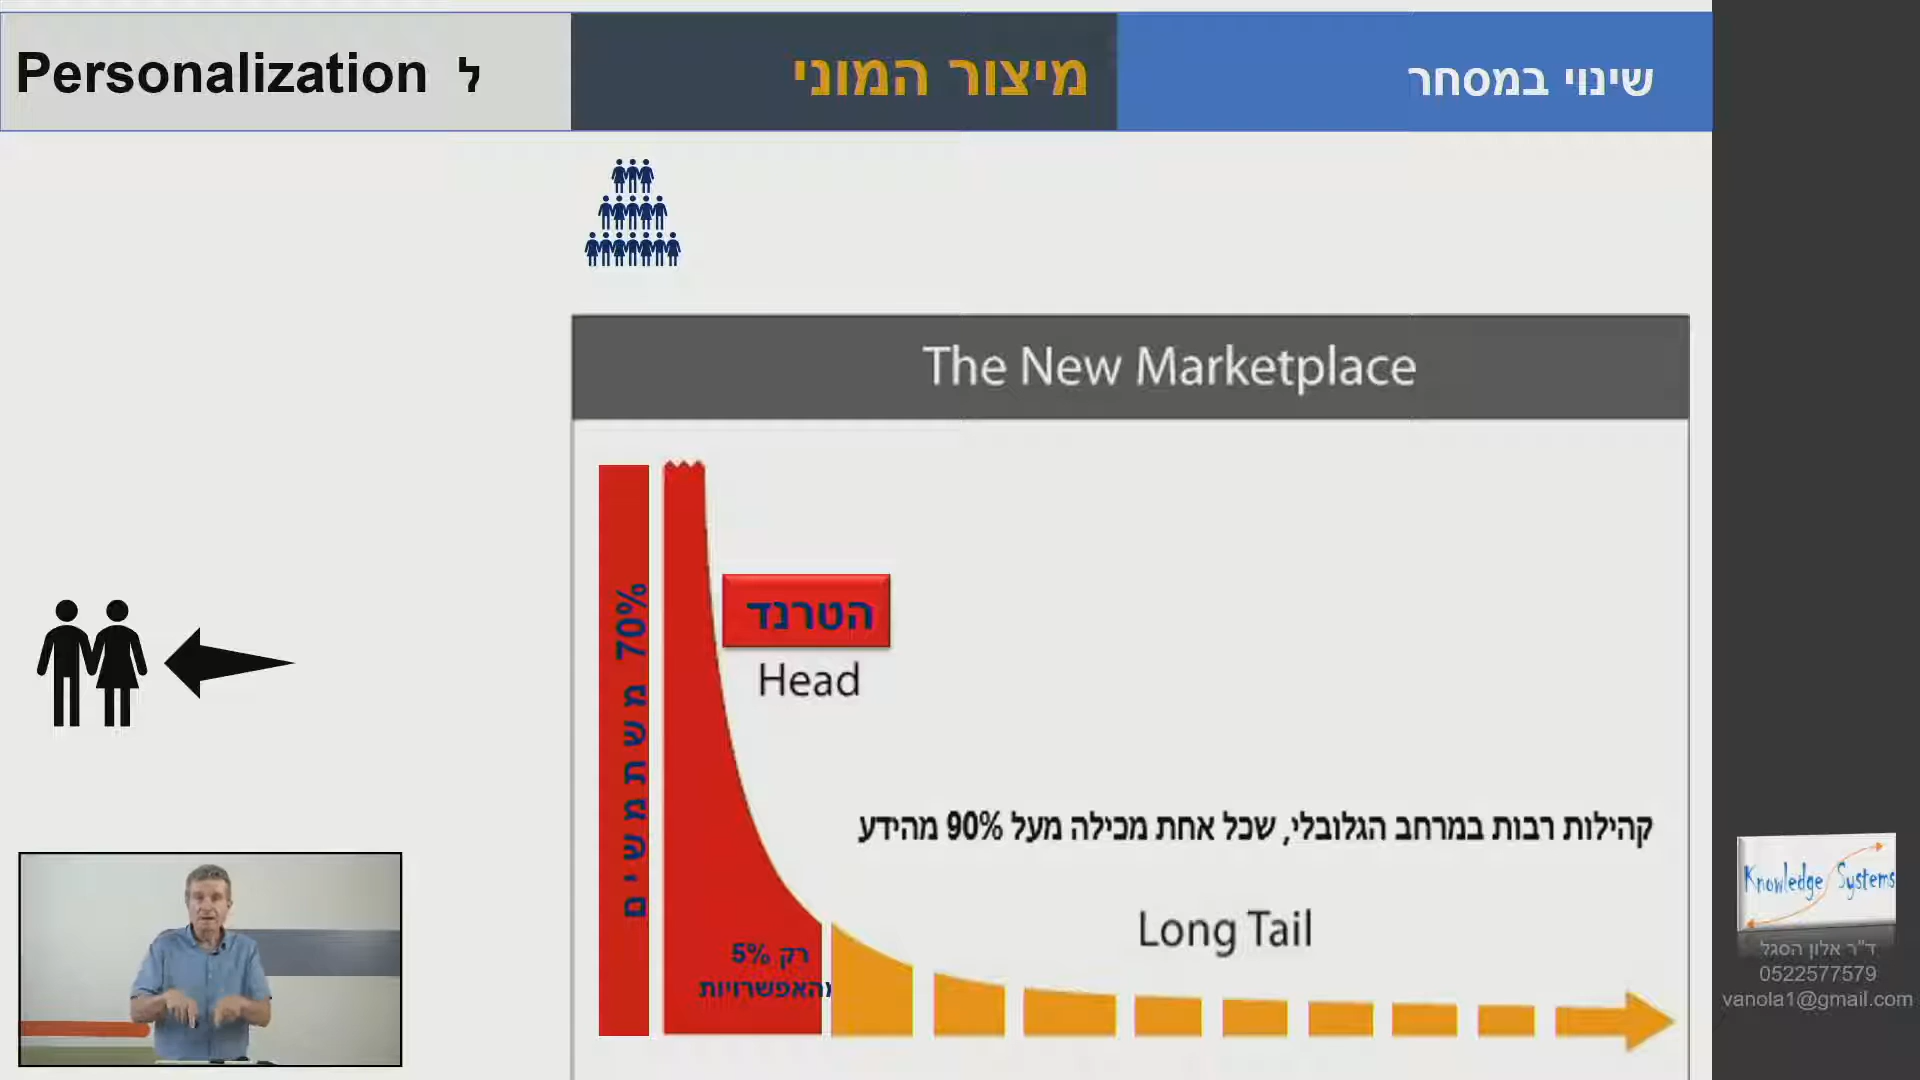 שינוי במסחר
מיצור המוני
ל Personalization
The New Marketplace
70% משתמשים
הטרנד
Head
קהילות רבות במרחב הגלובלי, שכל אחת מכילה מעל 90% מהידע
Long Tail
רק 5%
מהאפשרויות
Knowledge Systems
ד"ר אלון הסגל
0522577579
vanola1@gmail.com